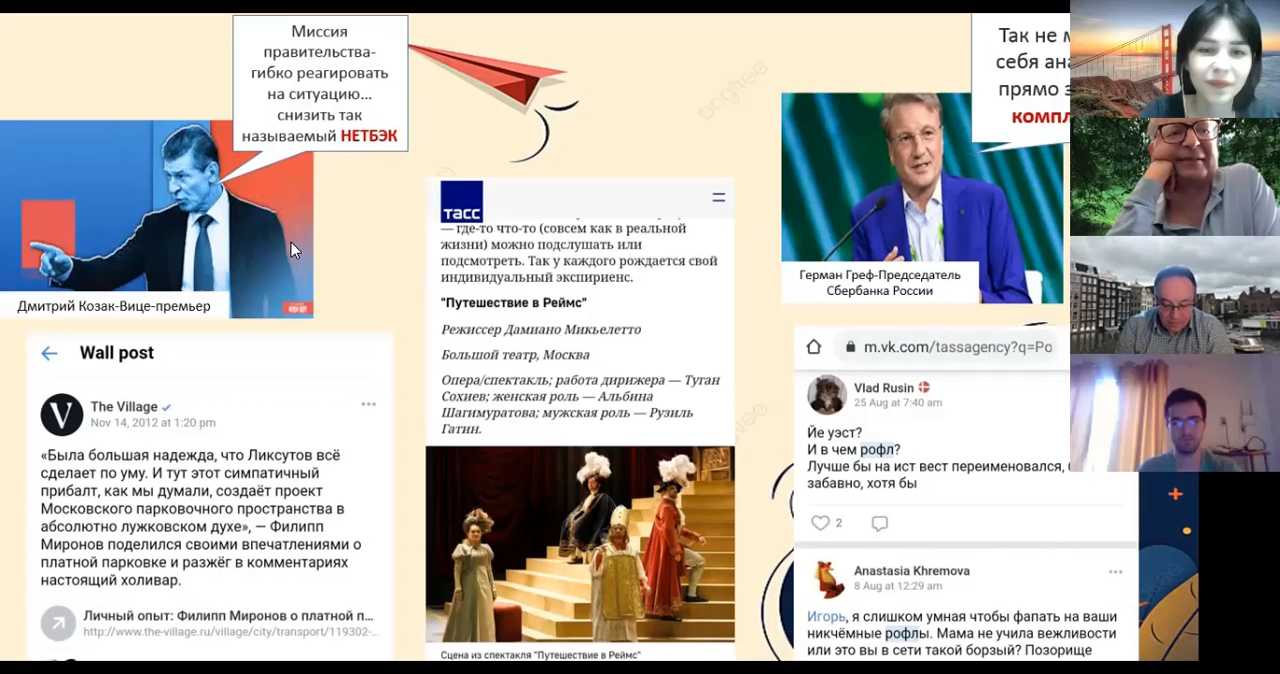 Миссия
правительства-
гибко реагировать
на ситуацию...
снизить так
называемый НЕТБЭК
Дмитрий Козак-Вице-премьер
Wall post
The Village
Nov 14, 2012 at 1:20 pm
«Была большая надежда, что Ликсутов всё
сделает по уму. И тут этот симпатичный
прибалт, как мы думали, создаёт проект
Московского парковочного пространства в
абсолютно лужковском духе», — Филипп
Миронов поделился своими впечатлениями о
платной парковке и разжёг в комментариях
настоящий холивар.
Личный опыт: Филипп Миронов о платной п...
http://www.the-village.ru/village/city/transport/119302-...
pngtree
ТАСС
— где-то что-то (совсем как в реальной
жизни) можно подслушать или
подсмотреть. Так у каждого рождается свой
индивидуальный экспириенс.
"Путешествие в Реймс"
Режиссер Дамиано Микьелетто
Большой театр, Москва
Опера/спектакль; работа дирижера — Туган
Сохиев; женская роль — Альбина
Шагимуратова; мужская роль — Рузиль
Гатин.
Сцена из спектакля "Путешествие в Реймс"
Так не
себя
прямо
Герман Греф-Председатель
Сбербанка России
m.vk.com/tassagency?q=Po
Vlad Rusin
25 Aug at 7:40 am
Йе уэст?
И в чем рофл?
Лучше бы на ист вест переименовался,
забавно, хотя бы
2
Anastasia Khremova
8 Aug at 12:29 am
Игорь, я слишком умная чтобы фапать на ваши
никчёмные рофлы. Мама не учила вежливости
или это вы в сети такой борзый? Позорище